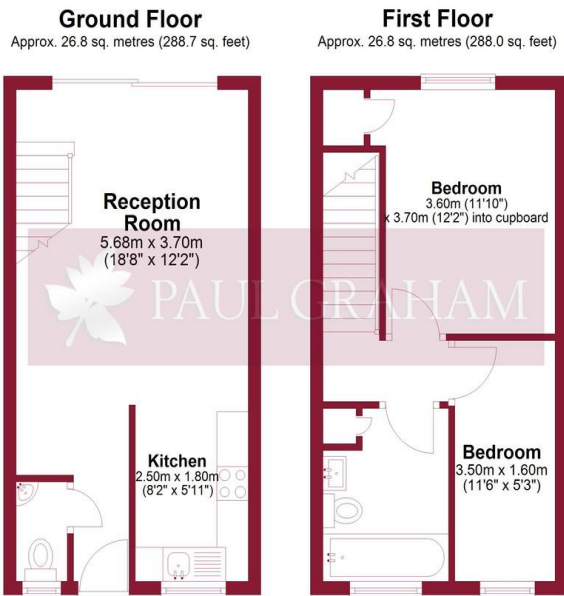 Ground Floor
Approx. 26.8 sq. metres (288.7 sq. feet)
Reception
Room
5.68m x 3.70m
(18'8" x 12'2")
Kitchen
2.50m x 1.80m
(8'2" x 5'11")
First Floor
Approx. 26.8 sq. metres (288.0 sq. feet)
Bedroom
3.60m (11'10")
x 3.70m (12'2") into cupboard
Bedroom
3.50m x 1.60m
(11'6" x 5'3")
PAUL GRAHAM